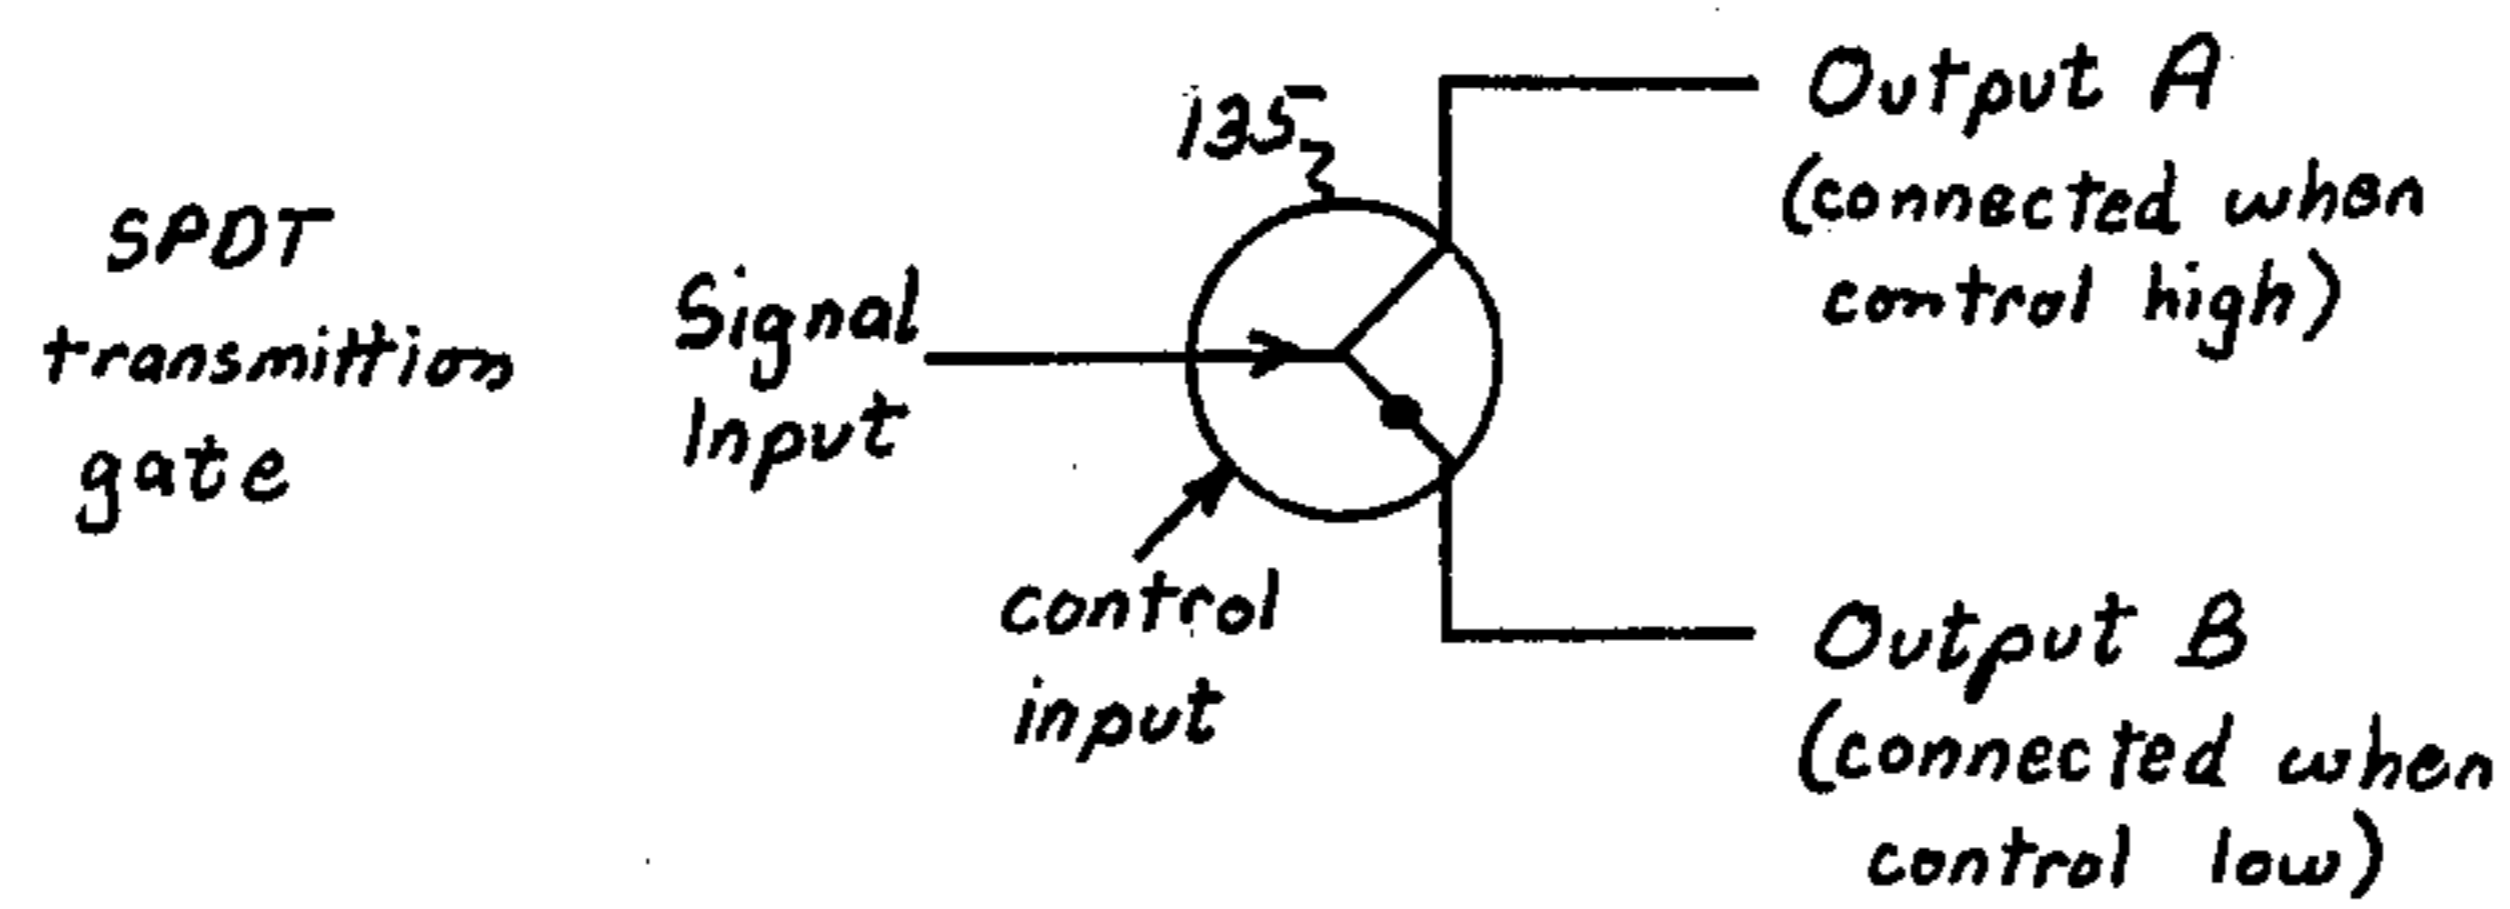 SPDT
transmittion
gate
Signal
Input
135
control
input
Output A
(connected when
control high)
Output B
(connected when
control low)